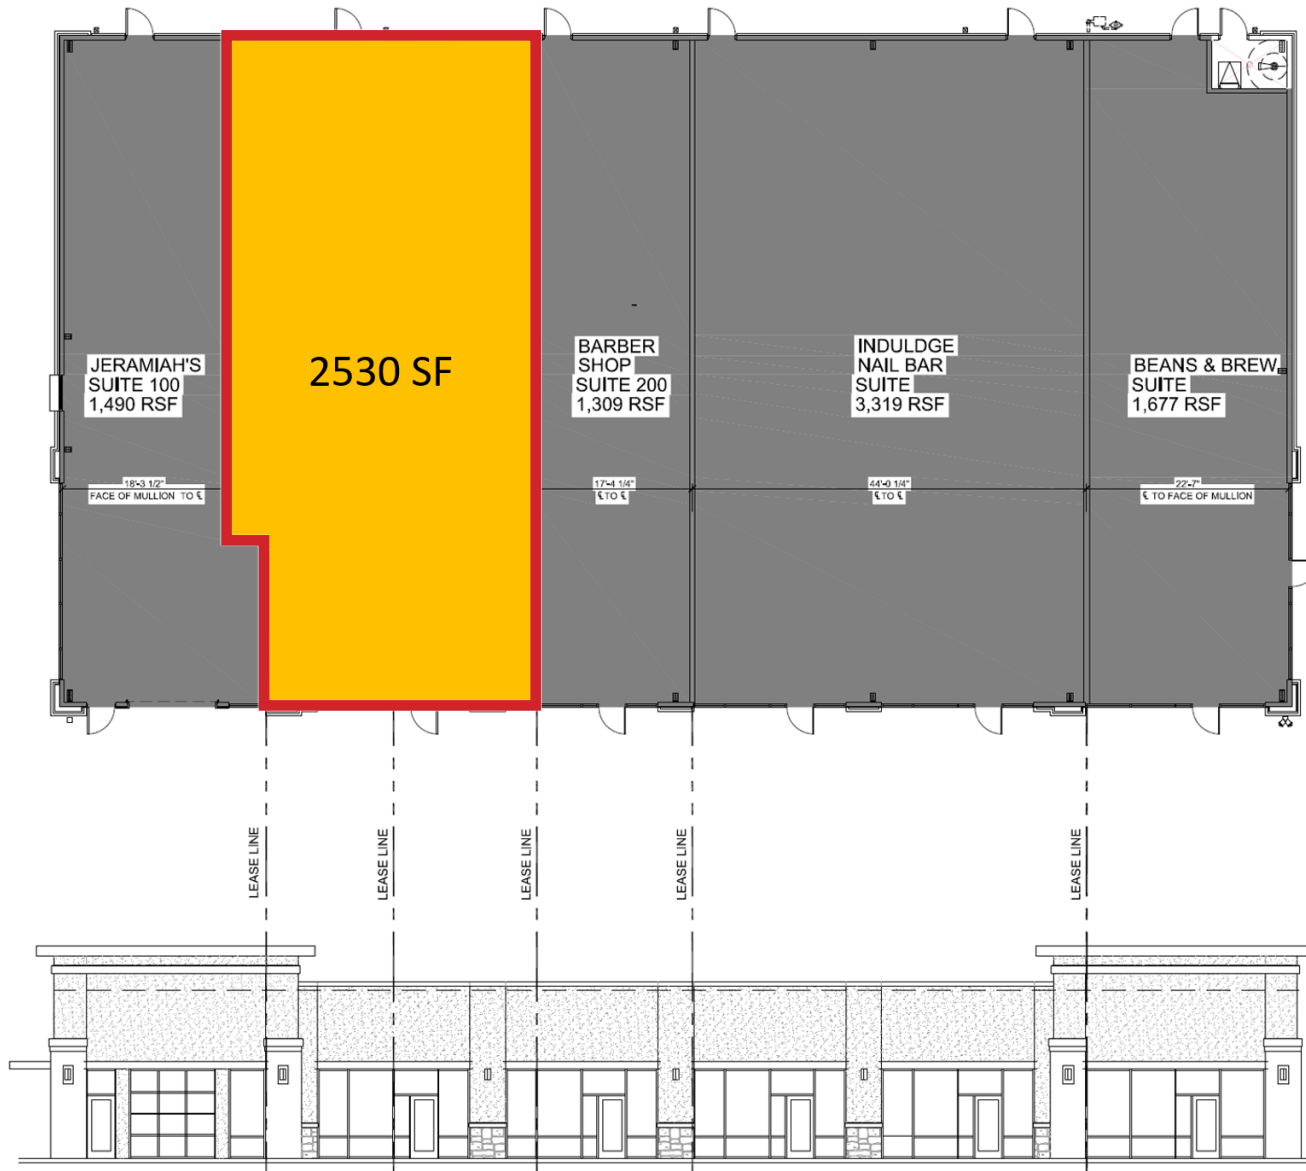 JERAMIAH'S
SUITE 100
1,490 RSF
2530 SF
BARBER
SHOP
SUITE 200
1,309 RSF
INDULDGE
NAIL BAR
SUITE
3,319 RSF
BEANS & BREW
SUITE
1,677 RSF
18'-3 1/2"
FACE OF MULLION TO ℄
17'-4 1/4"
℄ TO ℄
44'-0 1/4"
℄ TO ℄
22'-7"
℄ TO FACE OF MULLION
LEASE LINE
LEASE LINE
LEASE LINE
LEASE LINE
LEASE LINE